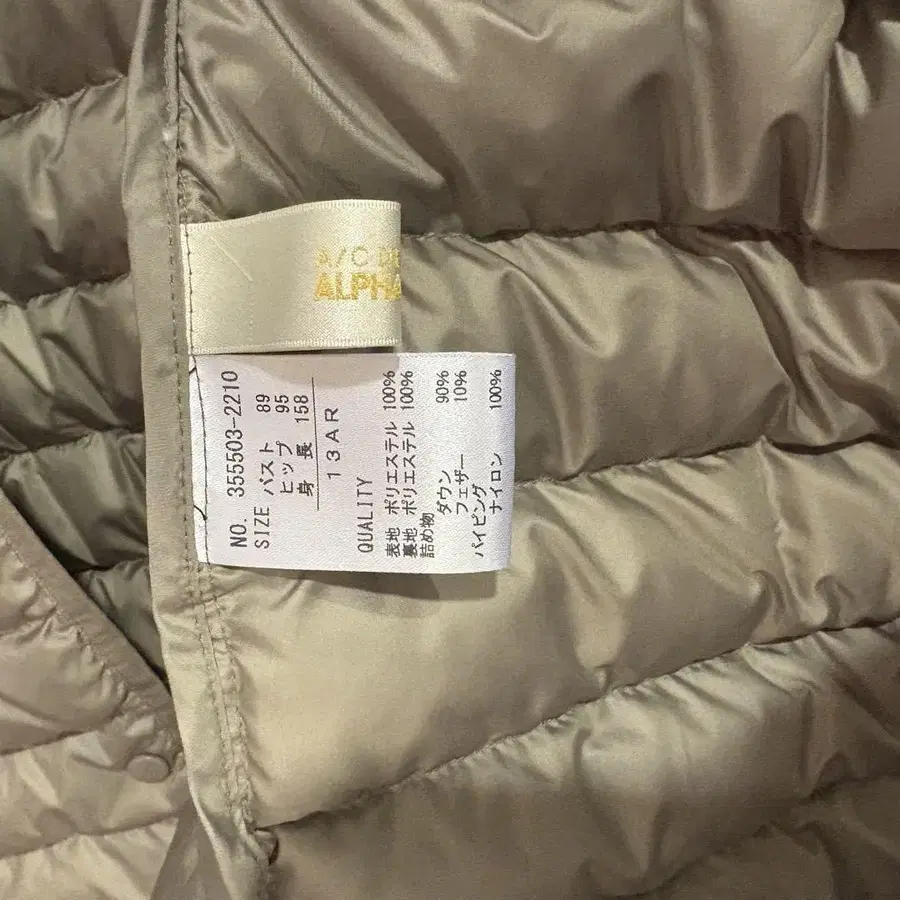 A/C
ALPHA
NO. 355503-2210
SIZE バスト 89
ヒップ 95
身長 158
13AR
QUALITY
表地 ポリエステル 100%
裏地 ポリエステル 100%
詰め物
ダウン 90%
フェザー 10%
パイピング
ナイロン 100%